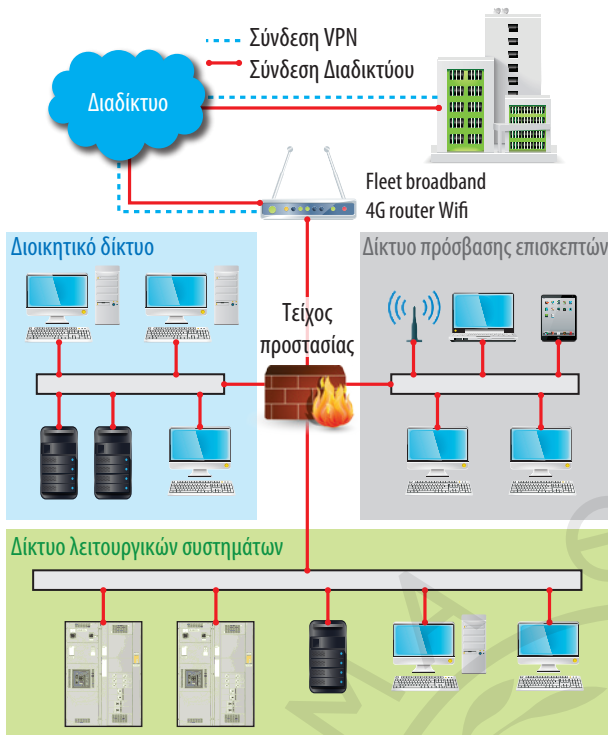 Σύνδεση VPN
Σύνδεση Διαδικτύου
Διαδίκτυο
Fleet broadband
4G router Wifi
Διοικητικό δίκτυο
Δίκτυο πρόσβασης επισκεπτών
Τείχος
προστασίας
Δίκτυο λειτουργικών συστημάτων